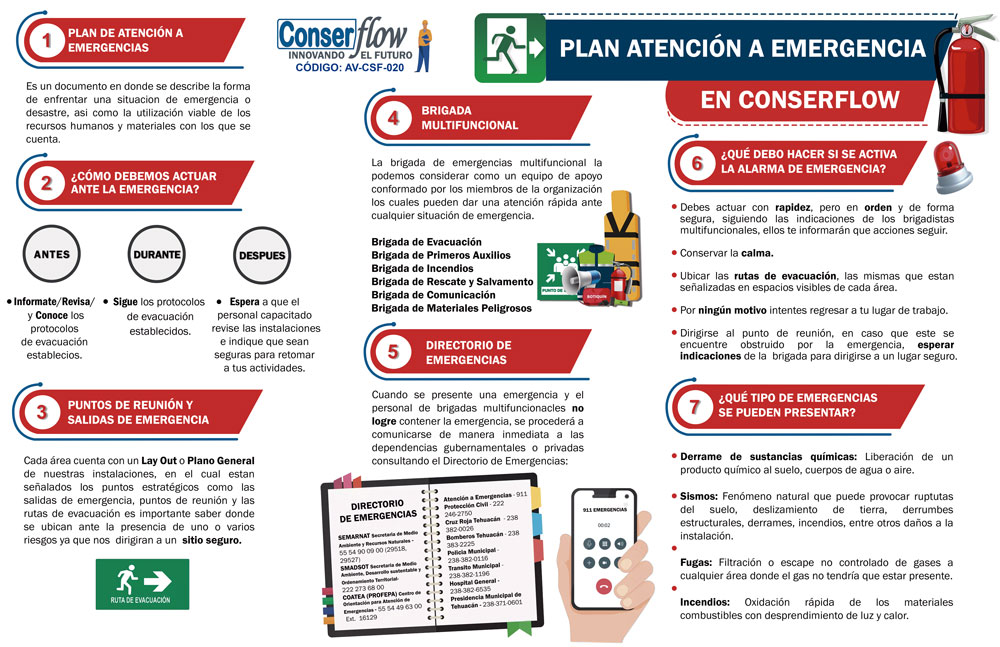 1
PLAN DE ATENCIÓN A
EMERGENCIAS
Es un documento en donde se describe la forma
de enfrentar una situacion de emergencia o
desastre, asi como la utilización viable de los
recursos humanos y materiales con los que se
cuenta.
2
¿CÓMO DEBEMOS ACTUAR
ANTE LA EMERGENCIA?
ANTES
DURANTE
DESPUES
• Informate/Revisa/
y Conoce los
protocolos
de evacuación
establecios.
• Sigue los protocolos
de evacuación
establecidos.
• Espera a que el
personal capacitado
revise las instalaciones
e indique que sean
seguras para retomar
a tus actividades.
3
PUNTOS DE REUNIÓN Y
SALIDAS DE EMERGENCIA
Cada área cuenta con un Lay Out o Plano General
de nuestras instalaciones, en el cual estan
señalados los puntos estratégicos como las
salidas de emergencia, puntos de reunión y las
rutas de evacuación es importante saber donde
se ubican ante la presencia de uno o varios
riesgos ya que nos dirigiran a un sitio seguro.
RUTA DE EVACUACIÓN
Conserflow
INNOVANDO EL FUTURO
CÓDIGO: AV-CSF-020
4
BRIGADA
MULTIFUNCIONAL
La brigada de emergencias multifuncional la
podemos considerar como un equipo de apoyo
conformado por los miembros de la organización
los cuales pueden dar una atención rápida ante
cualquier situación de emergencia.
Brigada de Evacuación
Brigada de Primeros Auxilios
Brigada de Incendios
Brigada de Rescate y Salvamento
Brigada de Comunicación
Brigada de Materiales Peligrosos
PUNTO DE
BOTIQUIN
5
DIRECTORIO DE
EMERGENCIAS
Cuando se presente una emergencia y el
personal de brigadas multifuncionacles no
logre contener la emergencia, se procederá a
comunicarse de manera inmediata a las
dependencias gubernamentales o privadas
consultando el Directorio de Emergencias:
DIRECTORIO
DE EMERGENCIAS
SEMARNAT Secretaria de Medio
Ambiente y Recursos Naturales -
55 54 90 09 00 (29518,
29527)
SMADSOT Secretaria de Medio
Ambiente, Desarrollo sustentable y
Ordenamiento Territorial-
222 273 68 00
COATEA (PROFEPA) Centro de
Orientación para Atención de
Emergencias - 55 54 49 63 00
Ext. 16129
Atención a Emergencias - 911
Protección Civil - 222
246-2750
Cruz Roja Tehuacán - 238
382-0026
Bomberos Tehuacán - 238
383-2225
Policia Municipal -
238-382-0116
Transito Municipal -
238-382-1196
Hospital General -
238-382-6535
Presidencia Municipal de
Tehuacán - 238-371-0601
911 EMERGENCIAS
00:02
PLAN ATENCIÓN A EMERGENCIA
EN CONSERFLOW
6
¿QUÉ DEBO HACER SI SE ACTIVA
LA ALARMA DE EMERGENCIA?
• Debes actuar con rapidez, pero en orden y de forma
segura, siguiendo las indicaciones de los brigadistas
multifuncionales, ellos te informarán que acciones seguir.
• Conservar la calma.
• Ubicar las rutas de evacuación, las mismas que estan
señalizadas en espacios visibles de cada área.
• Por ningún motivo intentes regresar a tu lugar de trabajo.
• Dirigirse al punto de reunión, en caso que este se
encuentre obstruido por la emergencia, esperar
indicaciones de la brigada para dirigirse a un lugar seguro.
7
¿QUÉ TIPO DE EMERGENCIAS
SE PUEDEN PRESENTAR?
• Derrame de sustancias químicas: Liberación de un
producto químico al suelo, cuerpos de agua o aire.
• Sismos: Fenómeno natural que puede provocar ruptutas
del suelo, deslizamiento de tierra, derrumbes
estructurales, derrames, incendios, entre otros daños a la
instalación.
•
Fugas: Filtración o escape no controlado de gases a
cualquier área donde el gas no tendría que estar presente.
•
Incendios: Oxidación rápida de los materiales
combustibles con desprendimiento de luz y calor.